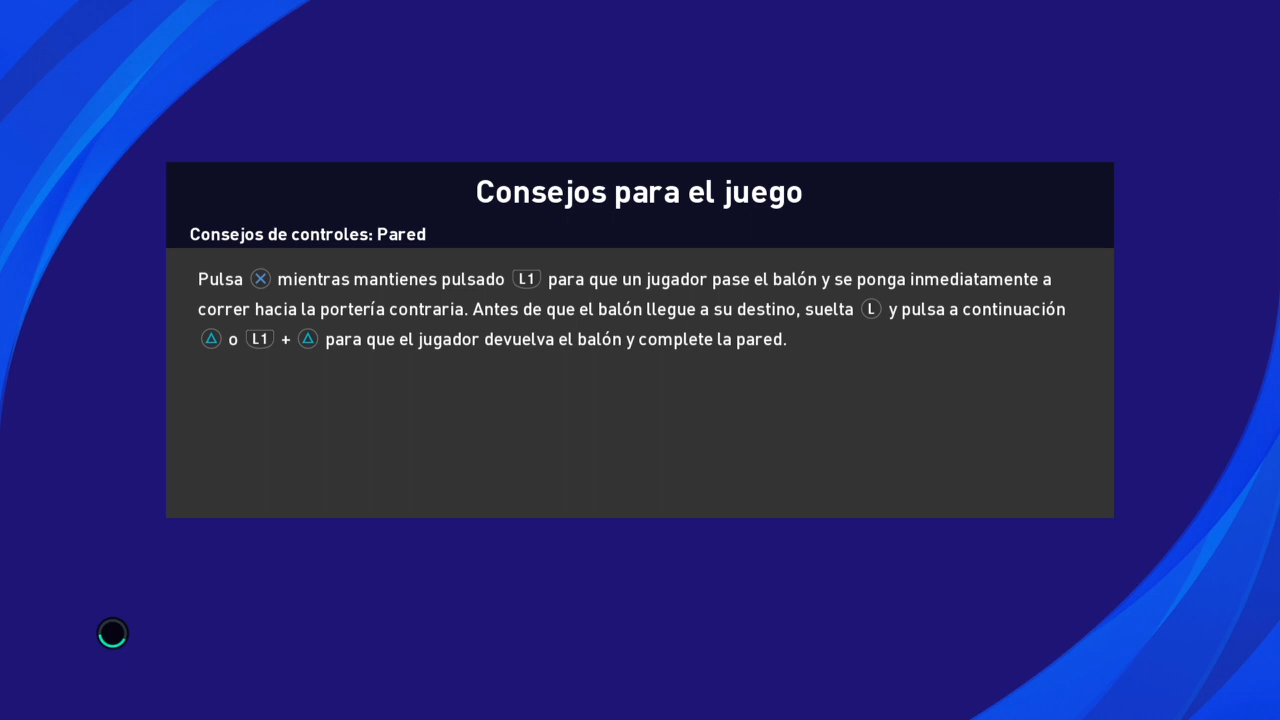 Consejos para el juego
Consejos de controles: Pared
Pulsa ⓧ mientras mantienes pulsado L1 para que un jugador pase el balón y se ponga inmediatamente a
correr hacia la portería contraria. Antes de que el balón llegue a su destino, suelta L y pulsa a continuación
△ o L1 + △ para que el jugador devuelva el balón y complete la pared.